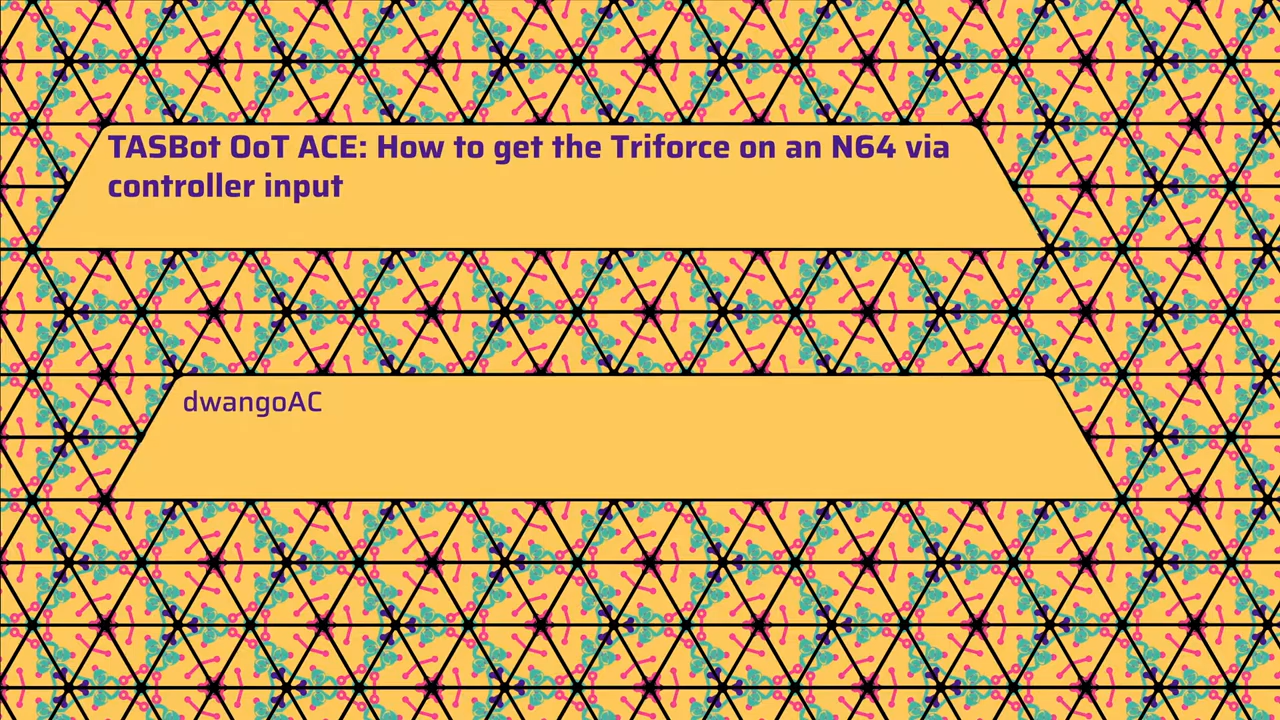 TASBot OoT ACE: How to get the Triforce on an N64 via
controller input
dwangoAC